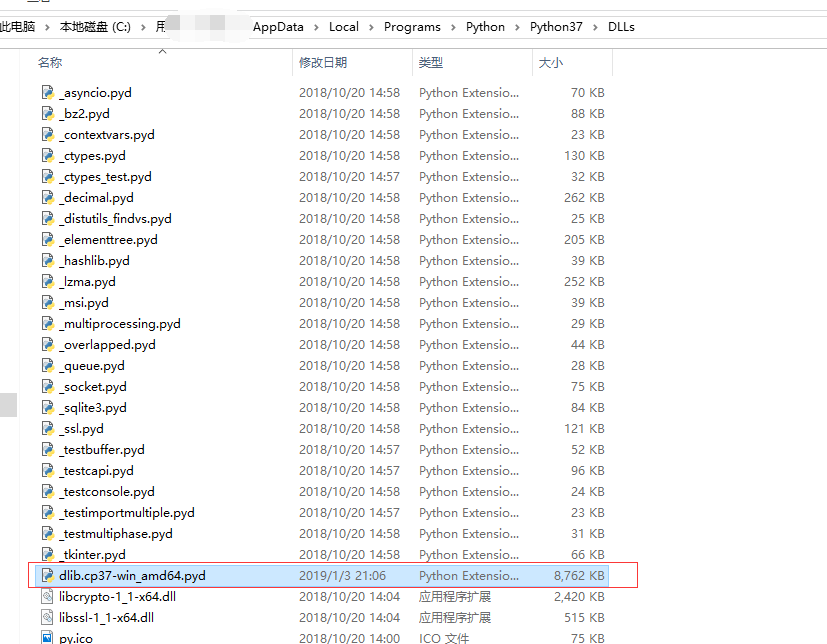 此电脑 › 本地磁盘 (C:) › 用 AppData › Local › Programs › Python › Python37 › DLLs
名称 修改日期 类型 大小
_asyncio.pyd 2018/10/20 14:58 Python Extensio... 70 KB
_bz2.pyd 2018/10/20 14:58 Python Extensio... 88 KB
_contextvars.pyd 2018/10/20 14:58 Python Extensio... 23 KB
_ctypes.pyd 2018/10/20 14:58 Python Extensio... 130 KB
_ctypes_test.pyd 2018/10/20 14:57 Python Extensio... 32 KB
_decimal.pyd 2018/10/20 14:58 Python Extensio... 262 KB
_distutils_findvs.pyd 2018/10/20 14:58 Python Extensio... 25 KB
_elementtree.pyd 2018/10/20 14:58 Python Extensio... 205 KB
_hashlib.pyd 2018/10/20 14:58 Python Extensio... 39 KB
_lzma.pyd 2018/10/20 14:58 Python Extensio... 252 KB
_msi.pyd 2018/10/20 14:58 Python Extensio... 39 KB
_multiprocessing.pyd 2018/10/20 14:58 Python Extensio... 29 KB
_overlapped.pyd 2018/10/20 14:58 Python Extensio... 44 KB
_queue.pyd 2018/10/20 14:58 Python Extensio... 28 KB
_socket.pyd 2018/10/20 14:58 Python Extensio... 75 KB
_sqlite3.pyd 2018/10/20 14:58 Python Extensio... 84 KB
_ssl.pyd 2018/10/20 14:58 Python Extensio... 121 KB
_testbuffer.pyd 2018/10/20 14:57 Python Extensio... 52 KB
_testcapi.pyd 2018/10/20 14:57 Python Extensio... 96 KB
_testconsole.pyd 2018/10/20 14:58 Python Extensio... 24 KB
_testimportmultiple.pyd 2018/10/20 14:57 Python Extensio... 23 KB
_testmultiphase.pyd 2018/10/20 14:58 Python Extensio... 31 KB
_tkinter.pyd 2018/10/20 14:58 Python Extensio... 66 KB
dlib.cp37-win_amd64.pyd 2019/1/3 21:06 Python Extensio... 8,762 KB
libcrypto-1_1-x64.dll 2018/10/20 14:04 应用程序扩展 2,420 KB
libssl-1_1-x64.dll 2018/10/20 14:04 应用程序扩展 515 KB
py.ico 2018/10/20 14:00 ICO 文件 75 KB